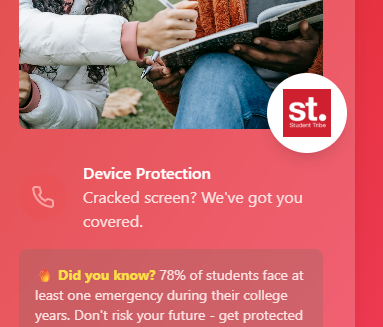 st.
Student Tribe
Device Protection
Cracked screen? We've got you
covered.
🔥 Did you know? 78% of students face at
least one emergency during their college
years. Don't risk your future - get protected